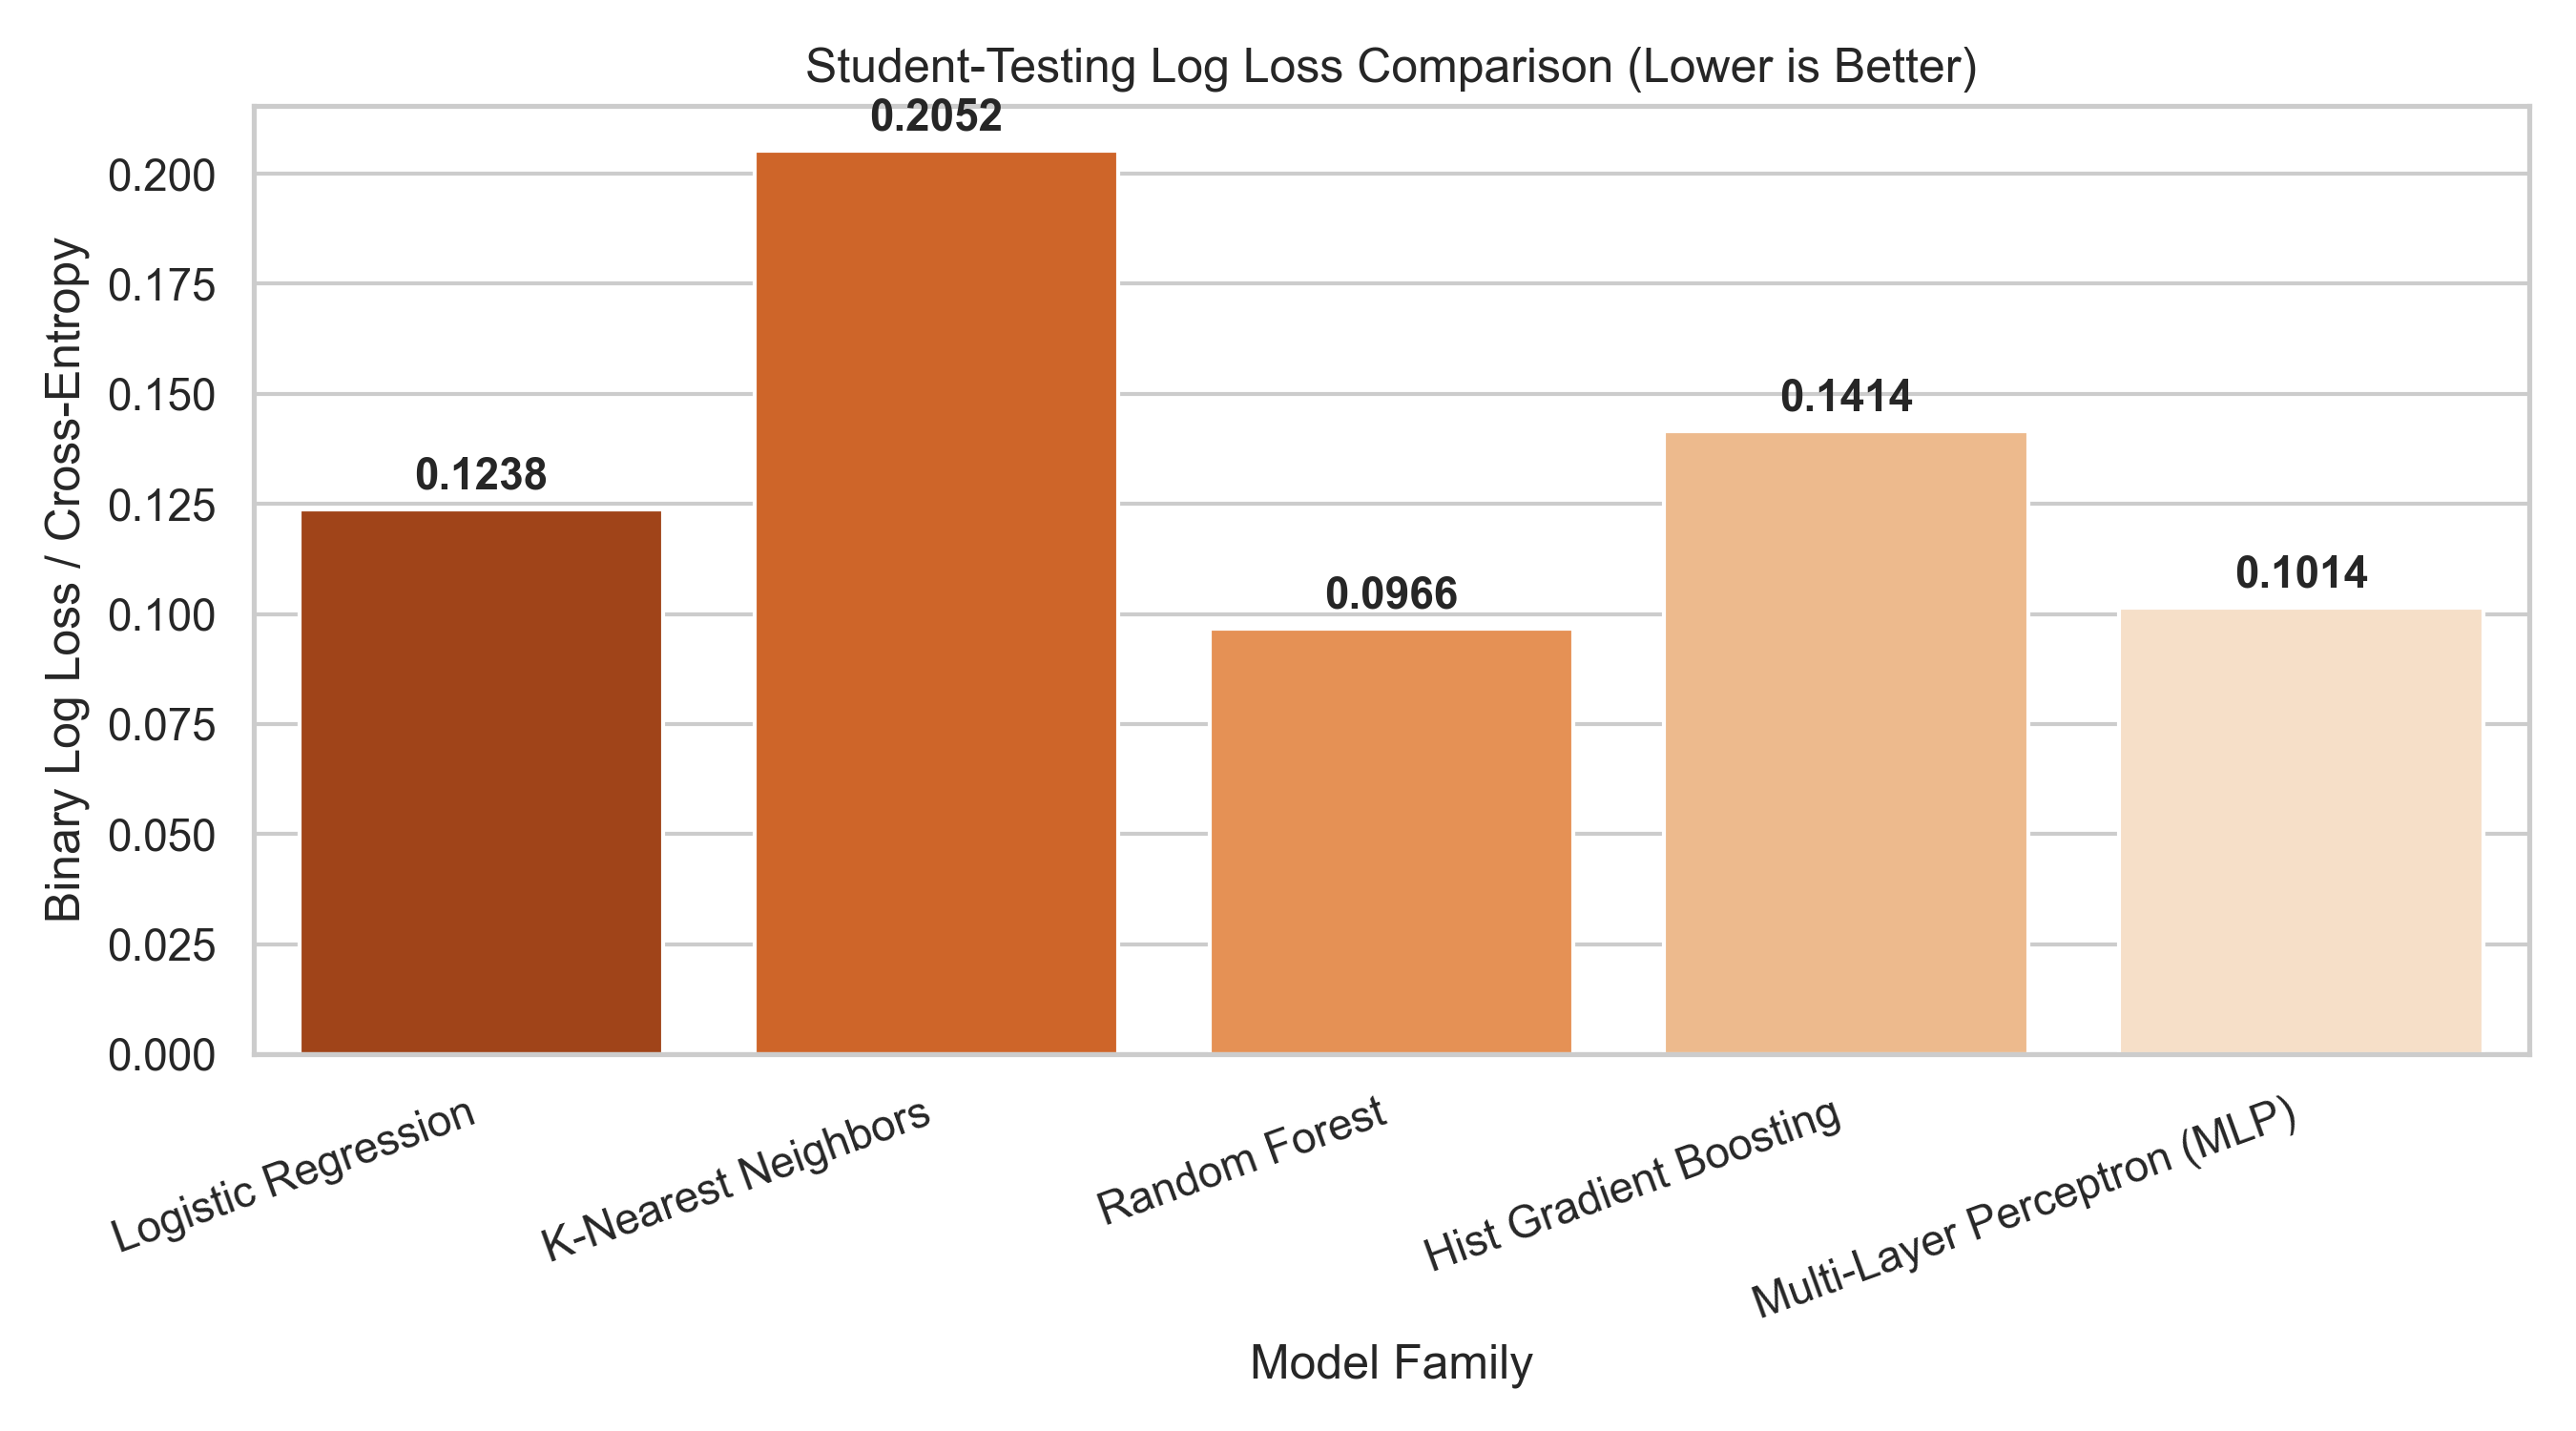 Student-Testing Log Loss Comparison (Lower is Better)
Binary Log Loss / Cross-Entropy
0.200
0.175
0.150
0.125
0.100
0.075
0.050
0.025
0.000
0.1238
0.2052
0.0966
0.1414
0.1014
Logistic Regression
K-Nearest Neighbors
Random Forest
Hist Gradient Boosting
Multi-Layer Perceptron (MLP)
Model Family